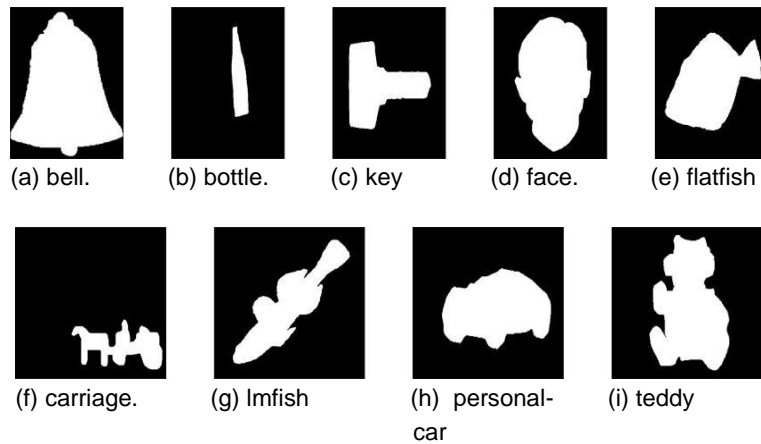 (a) bell.
(b) bottle.
(c) key
(d) face.
(e) flatfish
(f) carriage.
(g) lmfish
(h) personal-
car
(i) teddy